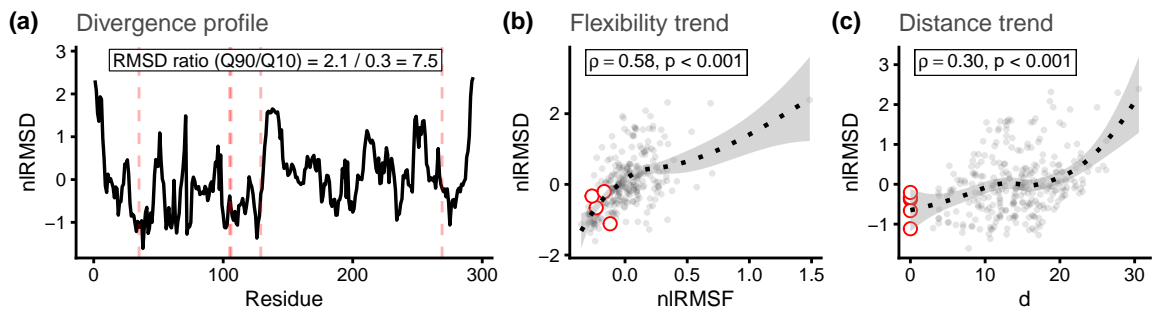 (a) Divergence profile
RMSD ratio (Q90/Q10) = 2.1 / 0.3 = 7.5
3
2
1
0
−1
nlRMSD
0 100 200 300
Residue
(b) Flexibility trend
ρ = 0.58, p < 0.001
2
0
−2
nlRMSD
0.0 0.5 1.0 1.5
nlRMSF
(c) Distance trend
ρ = 0.30, p < 0.001
3
2
1
0
−1
nlRMSD
0 10 20 30
d